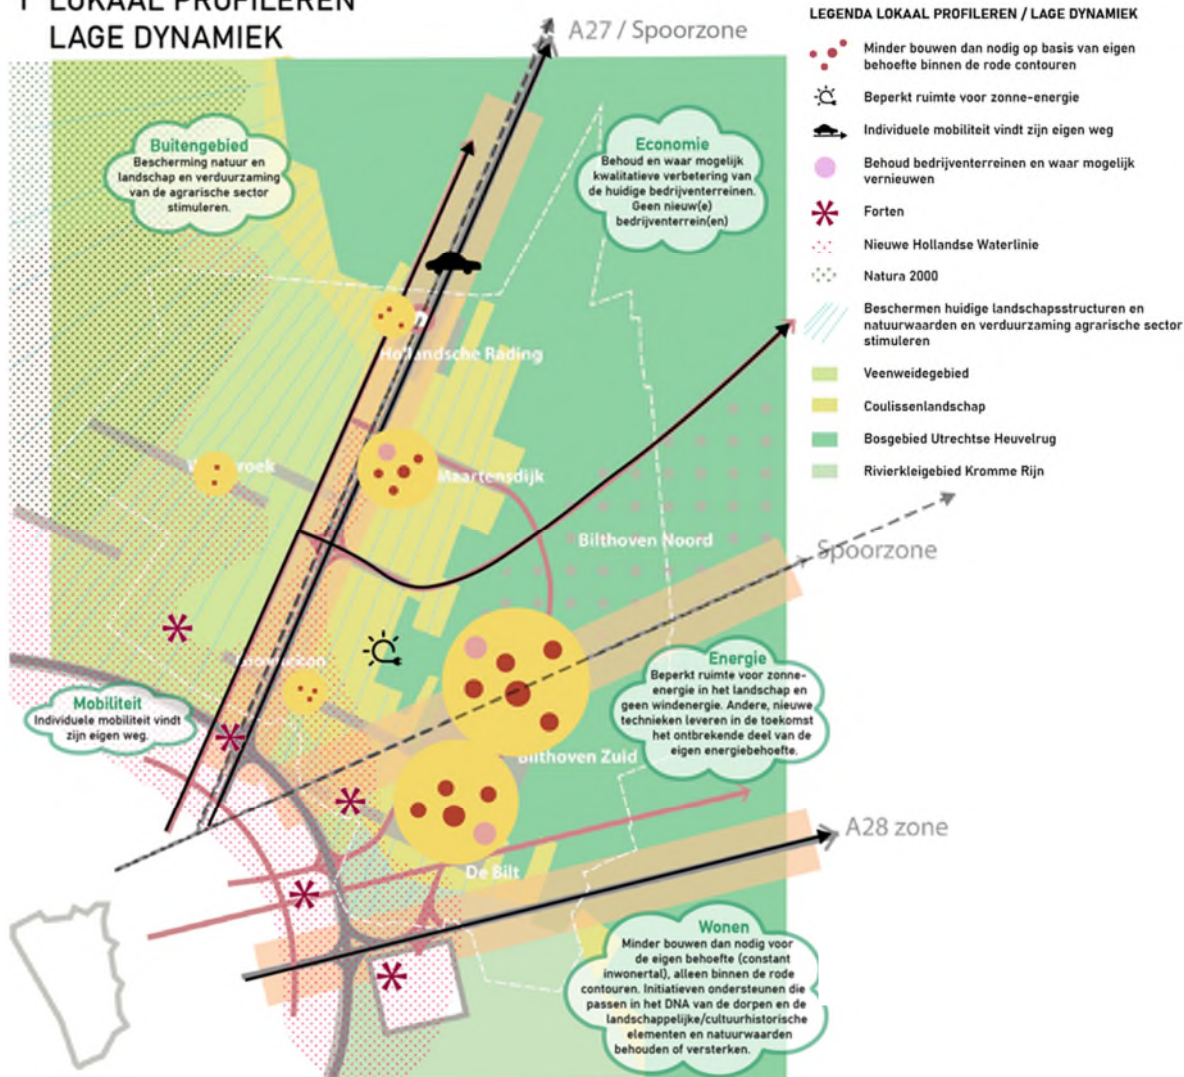 1 LOKAAL PROFILEREN
LAGE DYNAMIEK
A27 / Spoorzone
LEGENDA LOKAAL PROFILEREN / LAGE DYNAMIEK
Minder bouwen dan nodig op basis van eigen
behoefte binnen de rode contouren
Beperkt ruimte voor zonne-energie
Individuele mobiliteit vindt zijn eigen weg
Behoud bedrijventerreinen en waar mogelijk
vernieuwen
Forten
Nieuwe Hollandse Waterlinie
Natura 2000
Beschermen huidige landschapsstructuren en
natuurwaarden en verduurzaming agrarische sector
stimuleren
Veenweidegebied
Coulissenlandschap
Bosgebied Utrechtse Heuvelrug
Rivierkleigebied Kromme Rijn
Buitengebied
Bescherming natuur en
landschap en verduurzaming
van de agrarische sector
stimuleren.
Economie
Behoud en waar mogelijk
kwalitatieve verbetering van
de huidige bedrijventerreinen.
Geen nieuw(e)
bedrijventerrein(en)
Hollandsche Rading
Maartensdijk
Bilthoven Noord
Spoorzone
Mobiliteit
Individuele mobiliteit vindt
zijn eigen weg.
Energie
Beperkt ruimte voor zonne-
energie in het landschap en
geen windenergie. Andere, nieuwe
technieken leveren in de toekomst
het ontbrekende deel van de
eigen energiebehoefte.
Bilthoven Zuid
A28 zone
De Bilt
Wonen
Minder bouwen dan nodig voor
de eigen behoefte (constant
inwonertal), alleen binnen de rode
contouren. Initiatieven ondersteunen die
passen in het DNA van de dorpen en de
landschappelijke/cultuurhistorische
elementen en natuurwaarden
behouden of versterken.